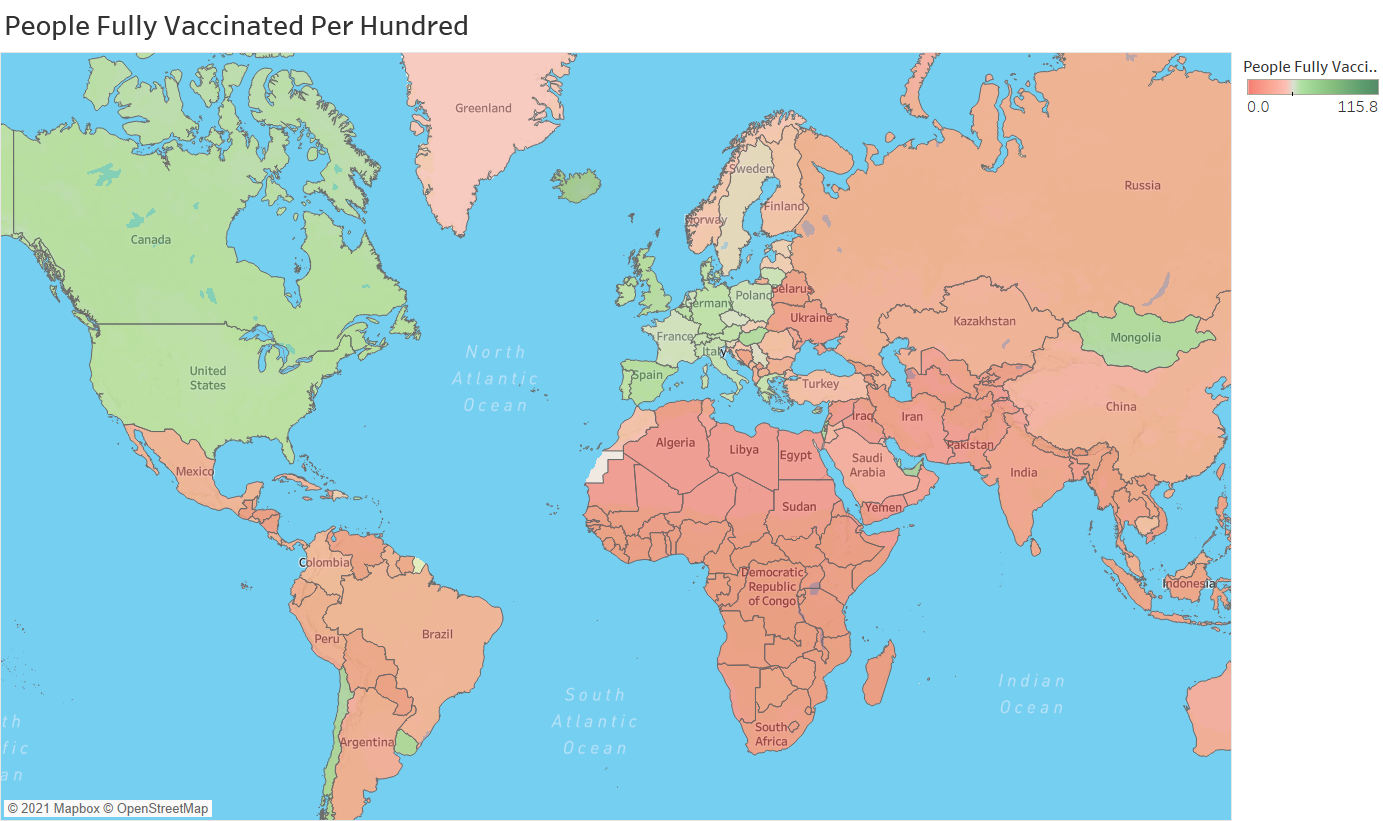 People Fully Vaccinated Per Hundred
People Fully Vacci..
0.0
115.8
Greenland
Sweden
Russia
Finland
Norway
Canada
Belarus
Poland
Germany
Ukraine
Kazakhstan
Mongolia
France
Italy
North
Atlantic
Ocean
United
States
Spain
Turkey
China
Iraq
Iran
Algeria
Libya
Egypt
Pakistan
Saudi
Arabia
India
Mexico
Sudan
Yemen
Colombia
Democratic
Republic
of Congo
Indonesia
Peru
Brazil
South
Atlantic
Ocean
Indian
Ocean
th
fic
an
Argentina
South
Africa
© 2021 Mapbox © OpenStreetMap